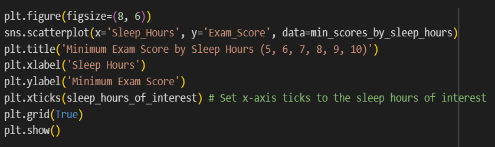 plt.figure(figsize=(8, 6))
sns.scatterplot(x='Sleep_Hours', y='Exam_Score', data=min_scores_by_sleep_hours)
plt.title('Minimum Exam Score by Sleep Hours (5, 6, 7, 8, 9, 10)')
plt.xlabel('Sleep Hours')
plt.ylabel('Minimum Exam Score')
plt.xticks(sleep_hours_of_interest) # Set x-axis ticks to the sleep hours of interest
plt.grid(True)
plt.show()